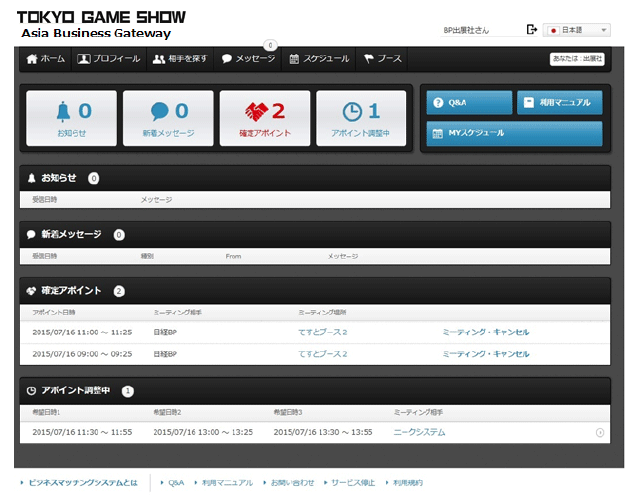 TOKYO GAME SHOW
Asia Business Gateway
BP出展社さん 日本語
0
ホーム プロフィール 相手を探す メッセージ スケジュール ブース あなたは：出展社
0 0 2 1
お知らせ 新着メッセージ 確定アポイント アポイント調整中
Q&A 利用マニュアル
MYスケジュール
お知らせ 0
受信日時 メッセージ
新着メッセージ 0
受信日時 種別 From メッセージ
確定アポイント 2
アポイント日時 ミーティング相手 ミーティング場所
2015/07/16 11:00 ～ 11:25 日経BP てすとブース２ ミーティング・キャンセル
2015/07/16 09:00 ～ 09:25 日経BP てすとブース２ ミーティング・キャンセル
アポイント調整中 1
希望日時1 希望日時2 希望日時3 ミーティング相手
2015/07/16 11:30 ～ 11:55 2015/07/16 13:00 ～ 13:25 2015/07/16 13:30 ～ 13:55 ニークシステム
ビジネスマッチングシステムとは Q&A 利用マニュアル お問い合わせ サービス停止 利用規約